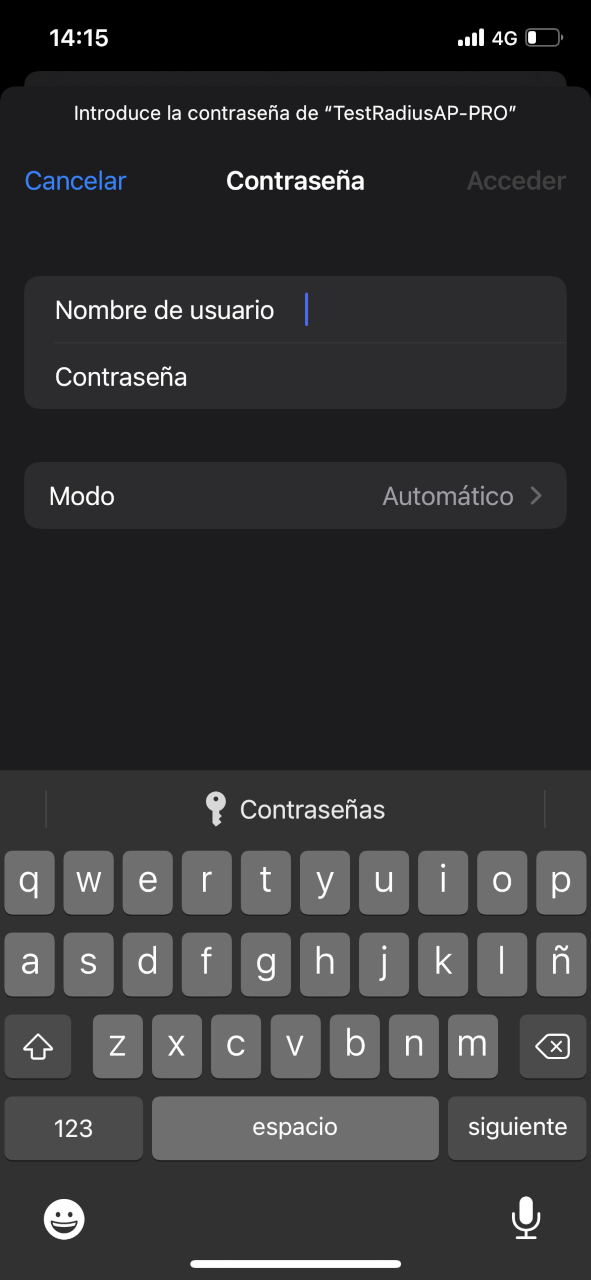 14:15 4G
Introduce la contraseña de “TestRadiusAP-PRO”
Cancelar Contraseña Acceder
Nombre de usuario
Contraseña
Modo Automático
Contraseñas
q w e r t y u i o p
a s d f g h j k l ñ
z x c v b n m
123 espacio siguiente